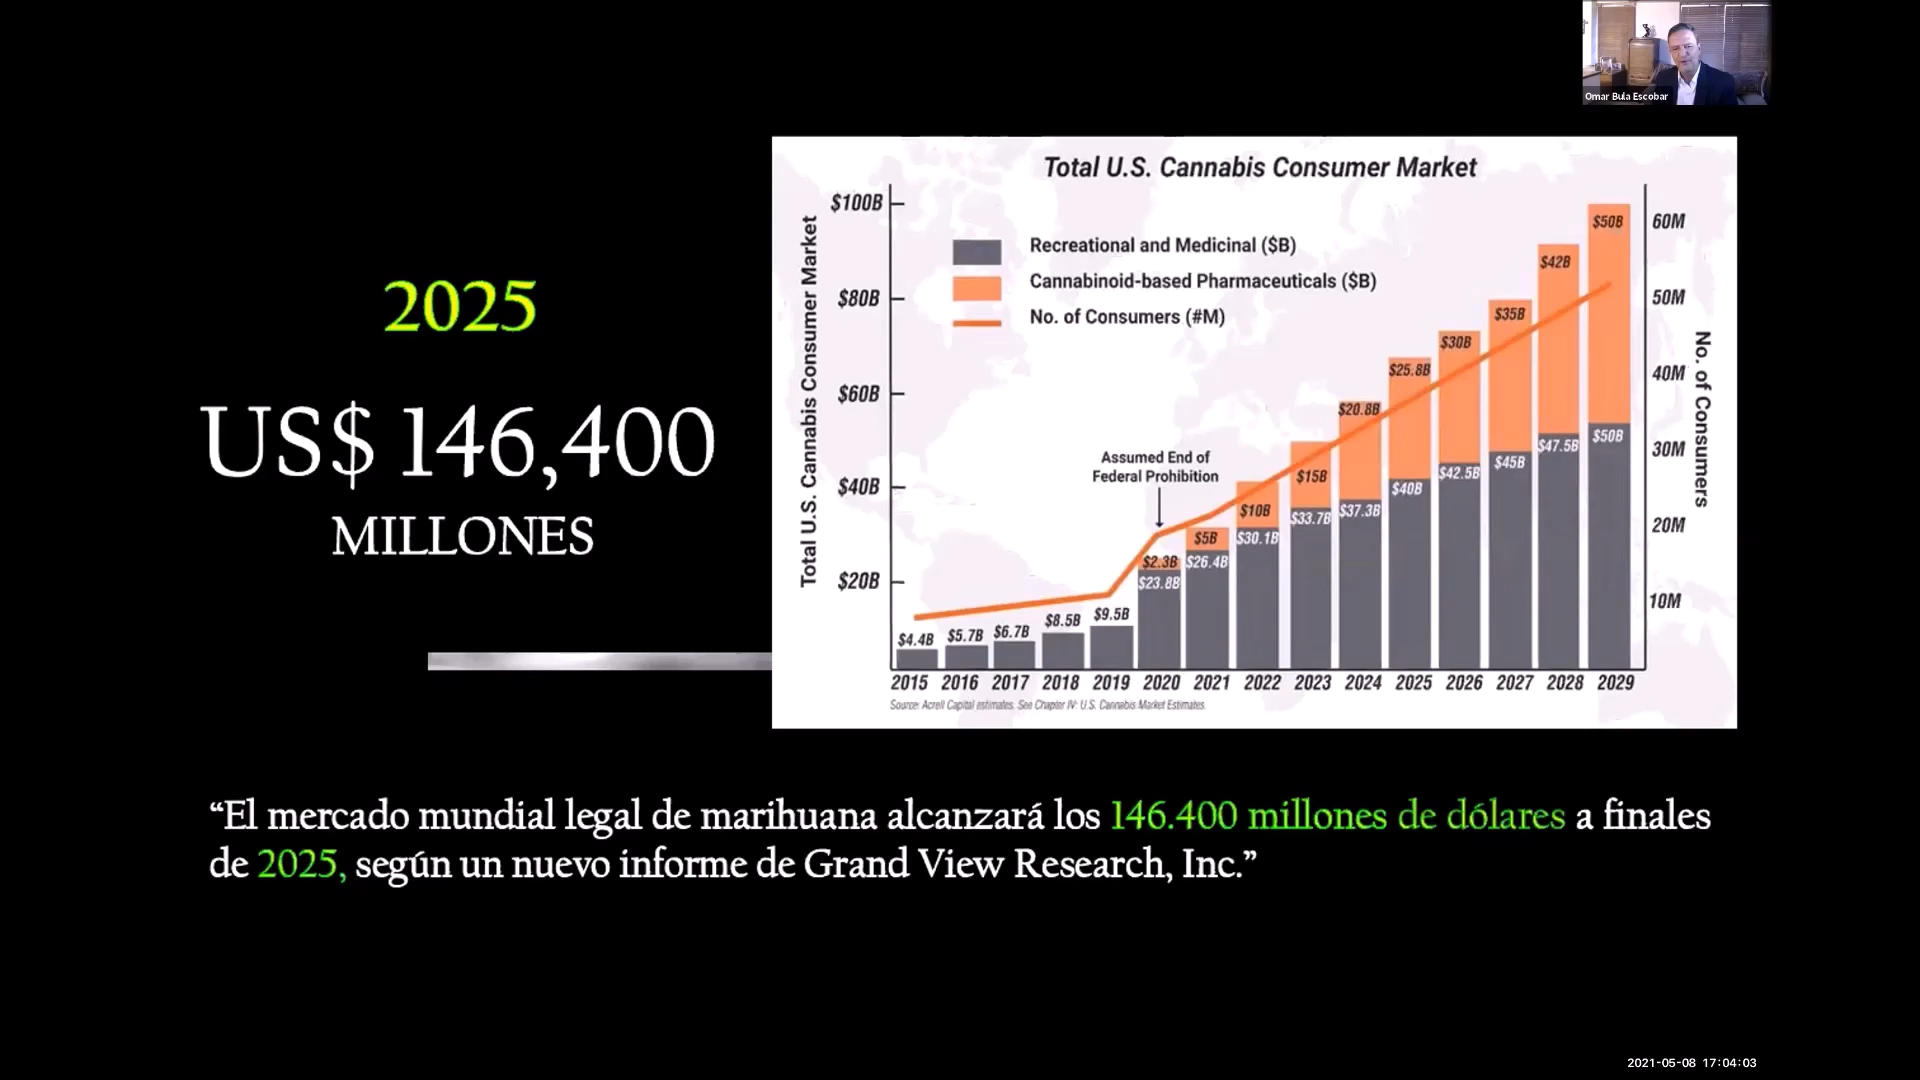 Omar Bula Escobar
2025
US$ 146,400
MILLONES
Total U.S. Cannabis Consumer Market
Total U.S. Cannabis Consumer Market
$100B
$80B
$60B
$40B
$20B
Recreational and Medicinal ($B)
Cannabinoid-based Pharmaceuticals ($B)
No. of Consumers (#M)
Assumed End of
Federal Prohibition
$4.4B
$5.7B
$6.7B
$8.5B
$9.5B
$2.3B
$23.8B
$5B
$26.4B
$10B
$30.1B
$15B
$33.7B
$20.8B
$37.3B
$25.8B
$40B
$30B
$42.5B
$35B
$45B
$42B
$47.5B
$50B
$50B
60M
50M
40M
30M
20M
10M
No. of Consumers
2015 2016 2017 2018 2019 2020 2021 2022 2023 2024 2025 2026 2027 2028 2029
Source: Acrell Capital estimates. See Chapter IV: U.S. Cannabis Market Estimates.
“El mercado mundial legal de marihuana alcanzará los 146.400 millones de dólares a finales
de 2025, según un nuevo informe de Grand View Research, Inc.”
2021-05-08 17:04:03